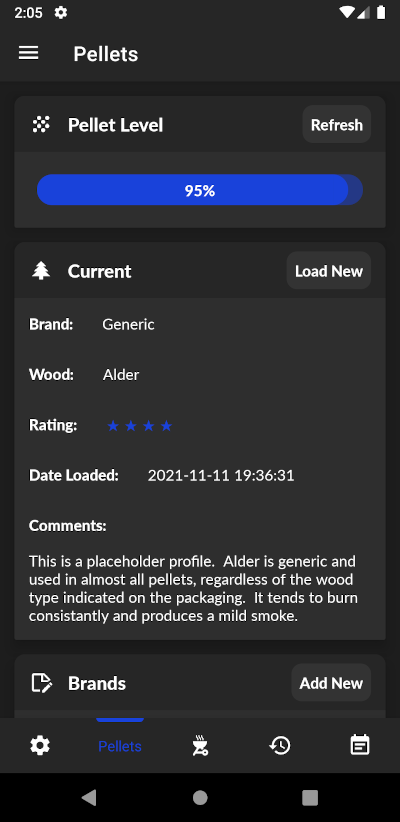 2:05
Pellets
Pellet Level
Refresh
95%
Current
Load New
Brand: Generic
Wood: Alder
Rating: ★ ★ ★ ★
Date Loaded: 2021-11-11 19:36:31
Comments:
This is a placeholder profile.  Alder is generic and
used in almost all pellets, regardless of the wood
type indicated on the packaging.  It tends to burn
consistantly and produces a mild smoke.
Brands
Add New
Pellets